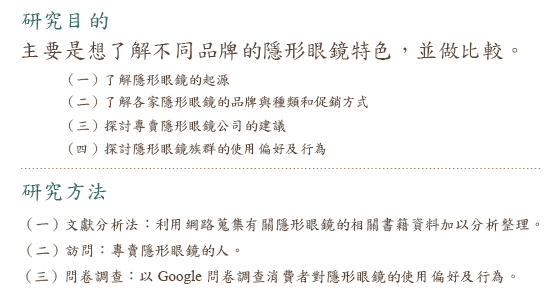 研究目的
主要是想了解不同品牌的隱形眼鏡特色，並做比較。
（一）了解隱形眼鏡的起源
（二）了解各家隱形眼鏡的品牌與種類和促銷方式
（三）探討專賣隱形眼鏡公司的建議
（四）探討隱形眼鏡族群的使用偏好及行為
研究方法
（一）文獻分析法：利用網路蒐集有關隱形眼鏡的相關書籍資料加以分析整理。
（二）訪問：專賣隱形眼鏡的人。
（三）問卷調查：以 Google 問卷調查消費者對隱形眼鏡的使用偏好及行為。